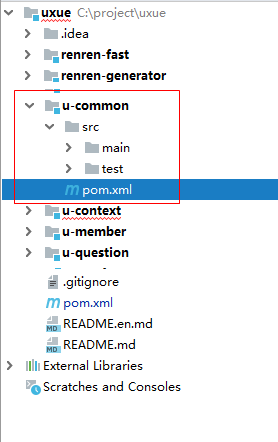 uxue C:\project\uxue
.idea
renren-fast
renren-generator
u-common
src
main
test
pom.xml
u-context
u-member
u-question
.gitignore
pom.xml
README.en.md
README.md
External Libraries
Scratches and Consoles